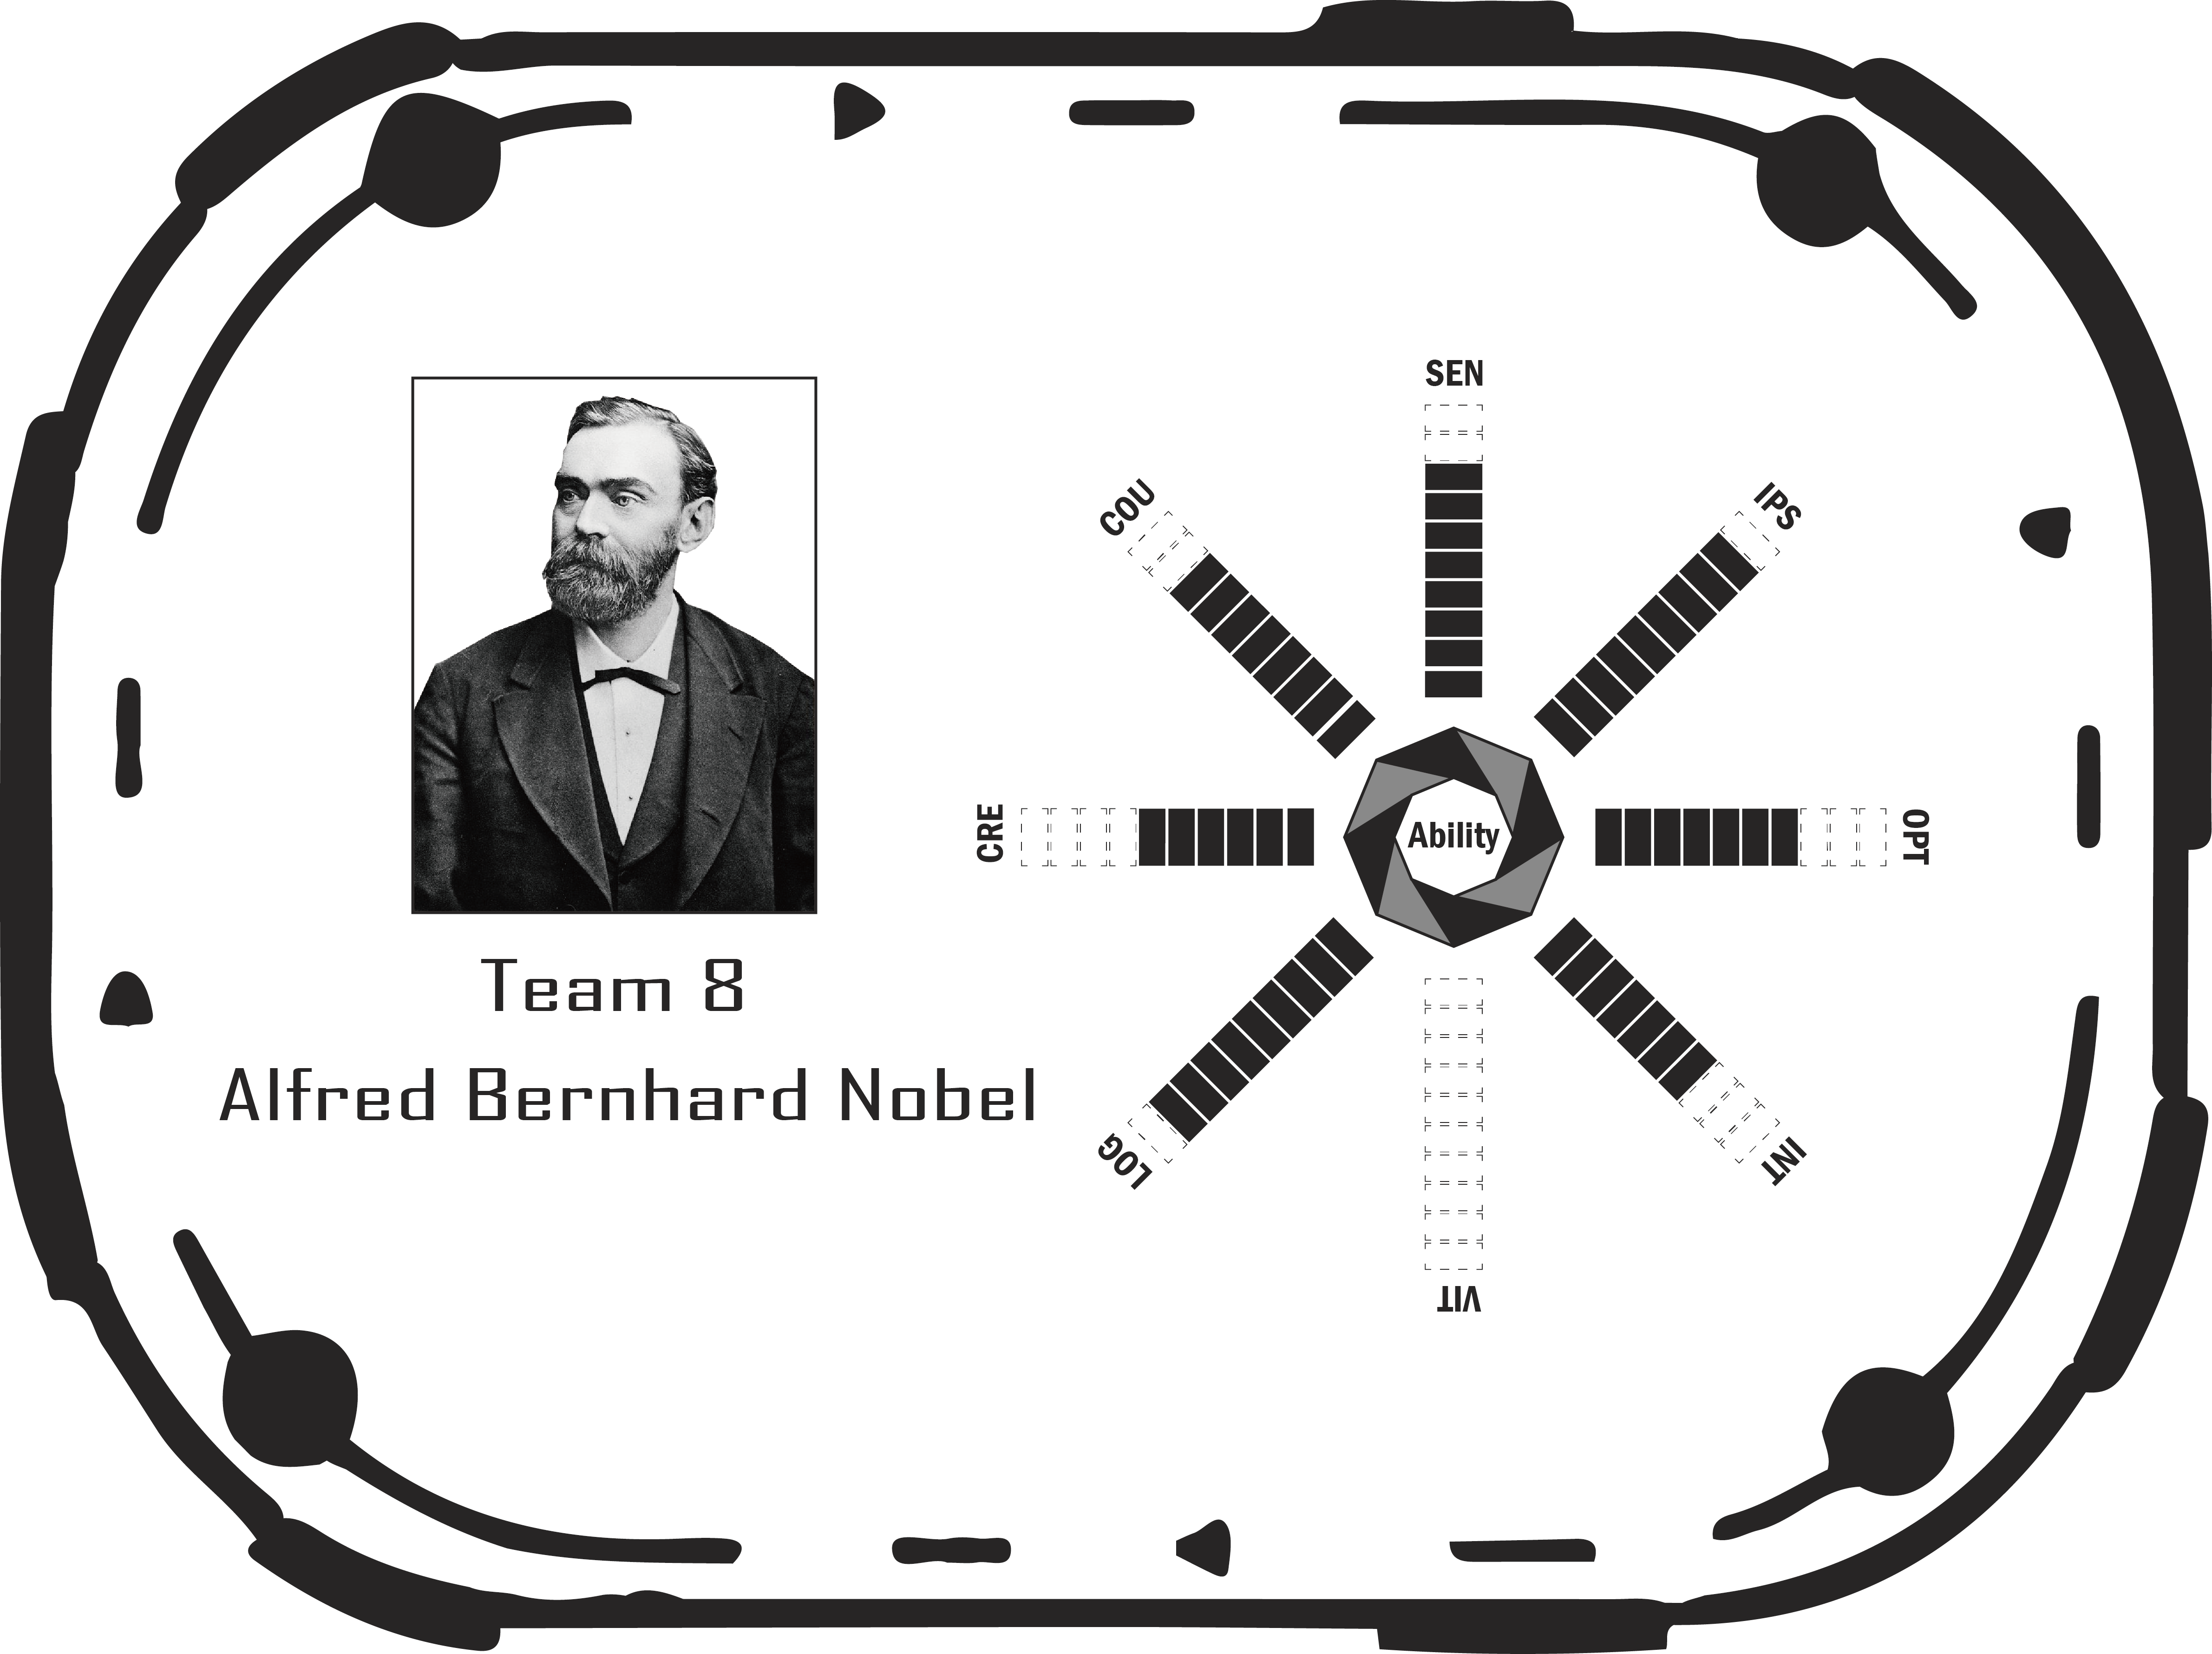 SEN
COU
IPS
CRE
Ability
OPT
Team 8
Alfred Bernhard Nobel
LOG
INT
VIT